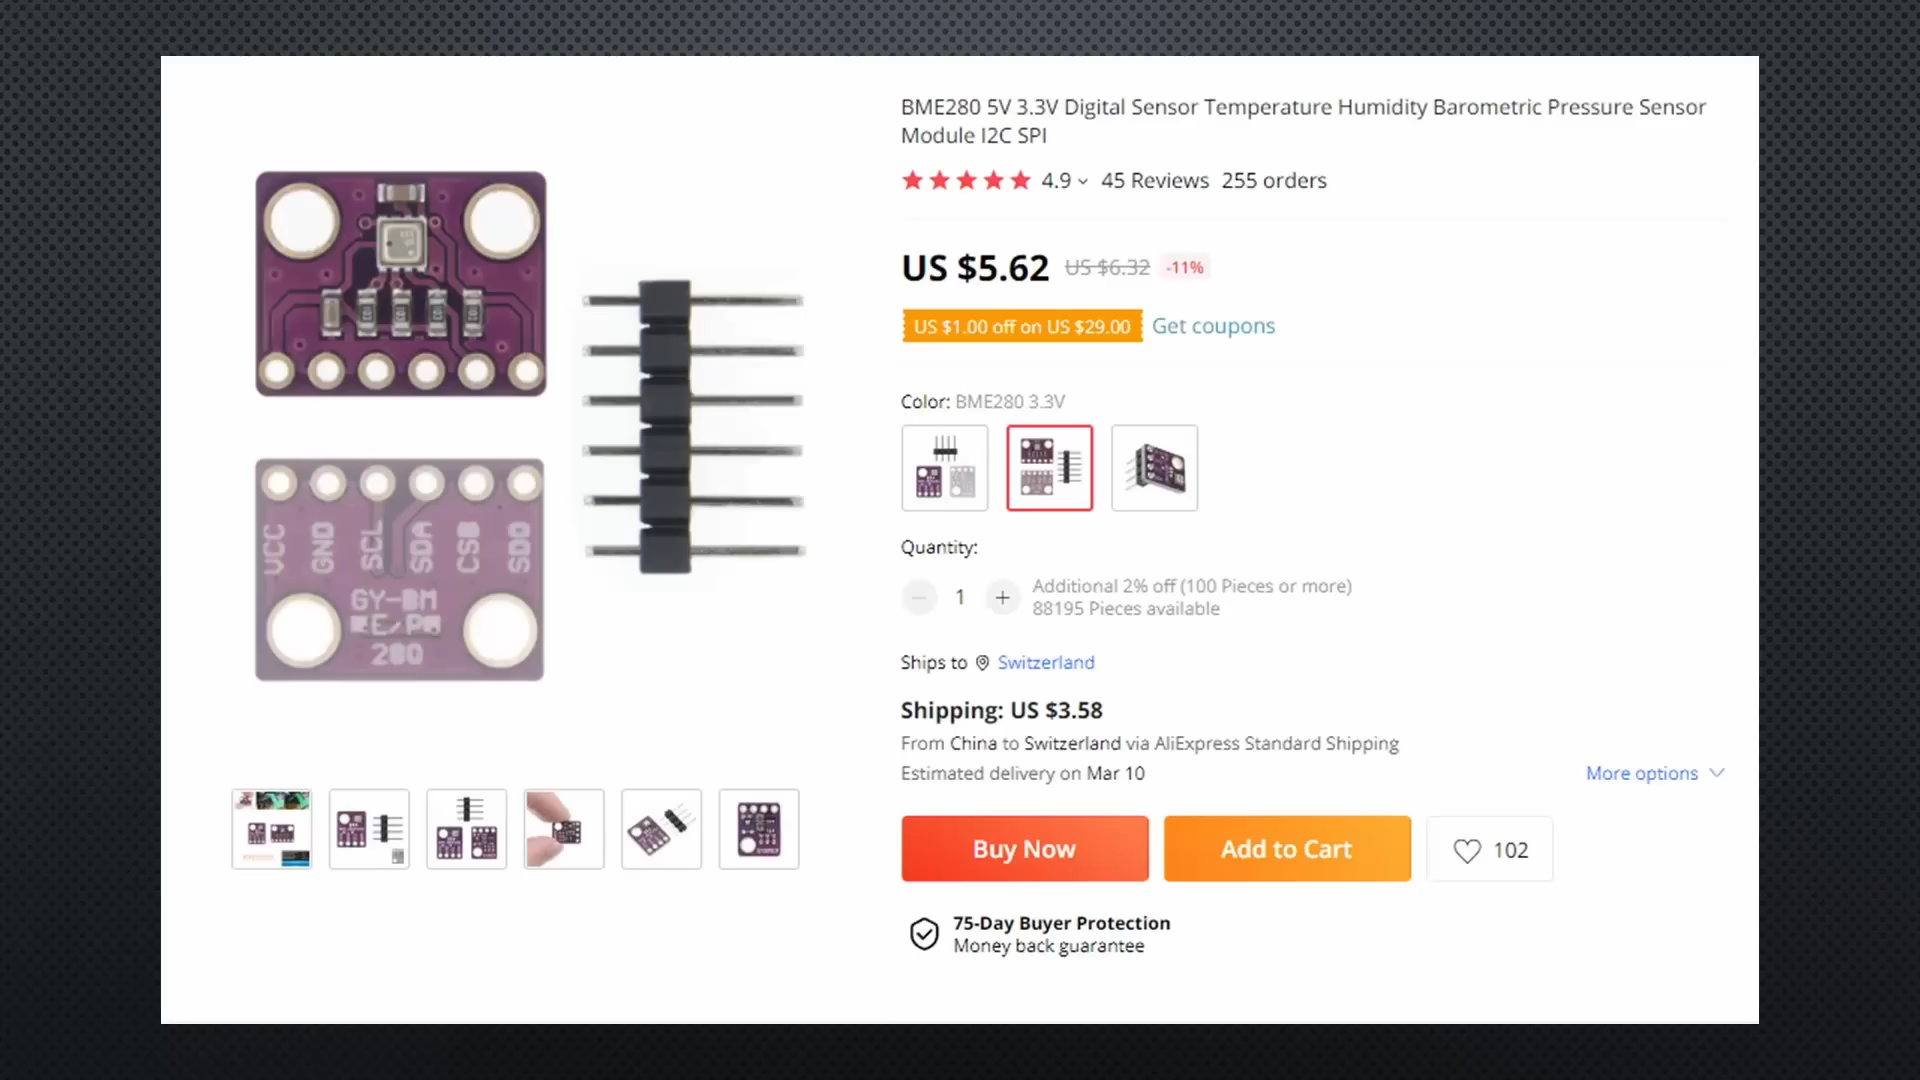 BME280 5V 3.3V Digital Sensor Temperature Humidity Barometric Pressure Sensor
Module I2C SPI
4.9 45 Reviews 255 orders
US $5.62 US $6.32 -11%
US $1.00 off on US $29.00 Get coupons
Color: BME280 3.3V
Quantity:
1
Additional 2% off (100 Pieces or more)
88195 Pieces available
Ships to Switzerland
Shipping: US $3.58
From China to Switzerland via AliExpress Standard Shipping
Estimated delivery on Mar 10
More options
Buy Now
Add to Cart
102
75-Day Buyer Protection
Money back guarantee
VCC GND SCL SDA CSB SDO
GY-BM
E/P
280